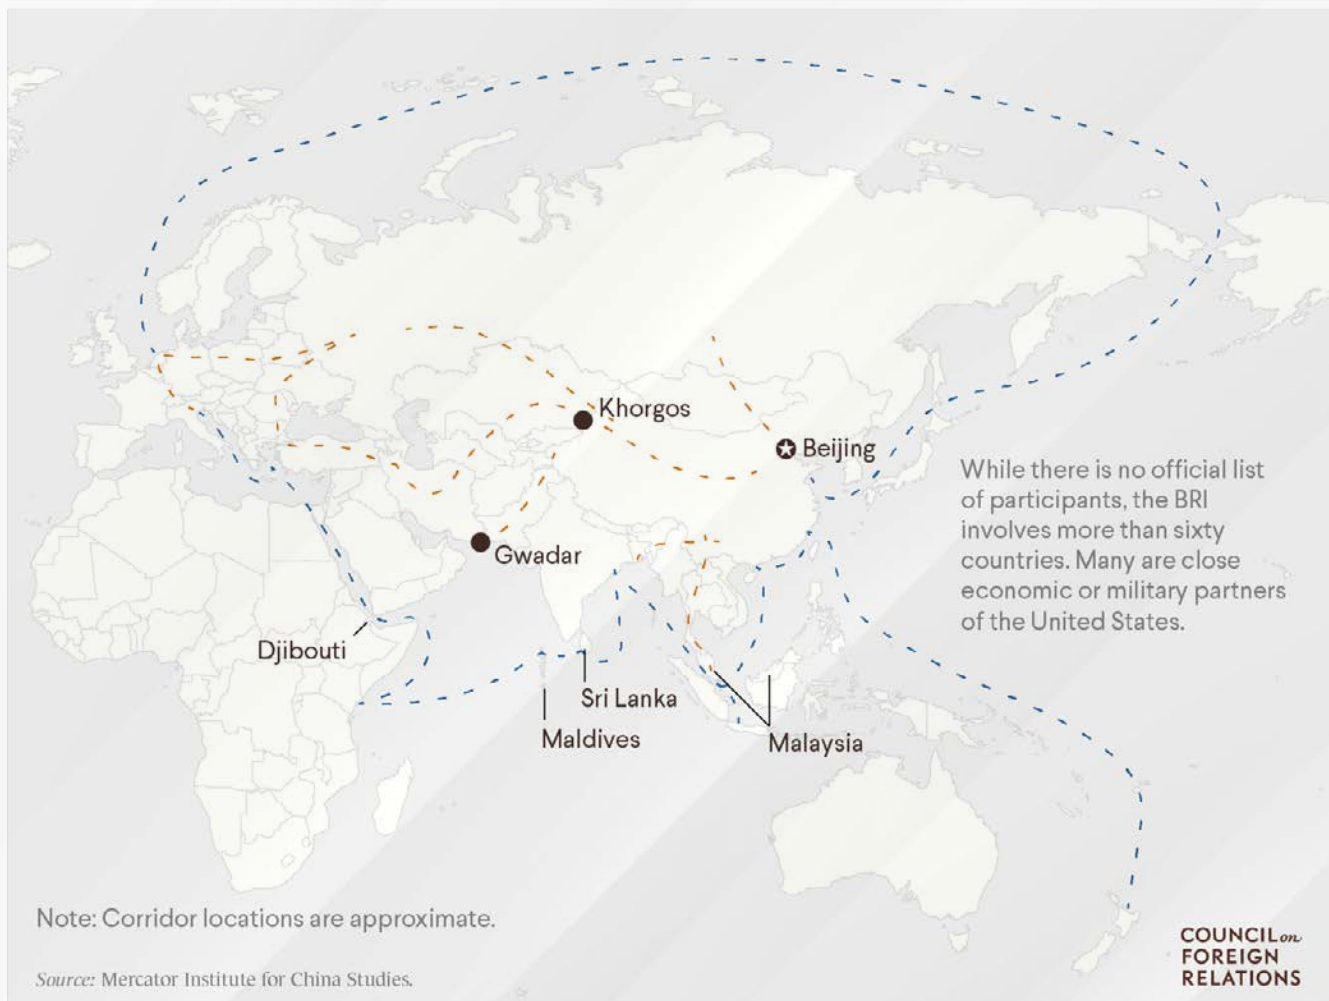 Khorgos
Beijing
While there is no official list
of participants, the BRI
involves more than sixty
countries. Many are close
economic or military partners
of the United States.
Gwadar
Djibouti
Sri Lanka
Maldives
Malaysia
Note: Corridor locations are approximate.
Source: Mercator Institute for China Studies.
COUNCIL on
FOREIGN
RELATIONS